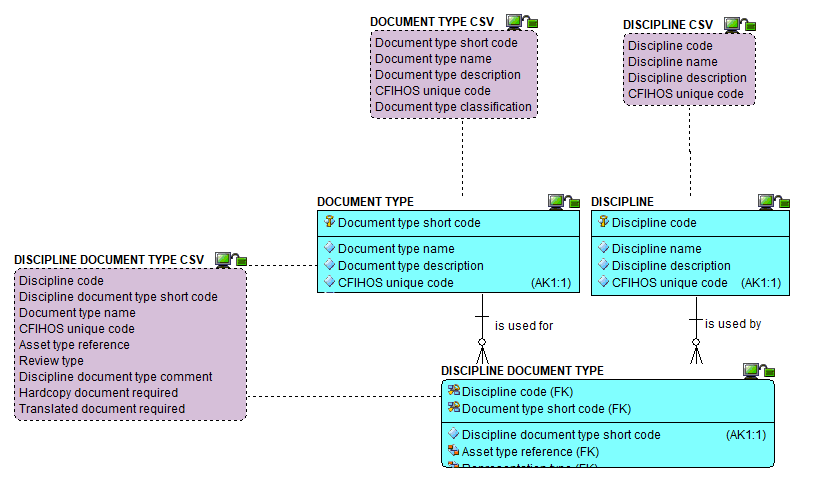 DOCUMENT TYPE CSV
Document type short code
Document type name
Document type description
CFIHOS unique code
Document type classification
DISCIPLINE CSV
Discipline code
Discipline name
Discipline description
CFIHOS unique code
DOCUMENT TYPE
Document type short code
Document type name
Document type description
CFIHOS unique code (AK1:1)
DISCIPLINE
Discipline code
Discipline name
Discipline description
CFIHOS unique code (AK1:1)
DISCIPLINE DOCUMENT TYPE CSV
Discipline code
Discipline document type short code
Document type name
CFIHOS unique code
Asset type reference
Review type
Discipline document type comment
Hardcopy document required
Translated document required
is used for
is used by
DISCIPLINE DOCUMENT TYPE
Discipline code (FK)
Document type short code (FK)
Discipline document type short code (AK1:1)
Asset type reference (FK)
Representation type (FK)